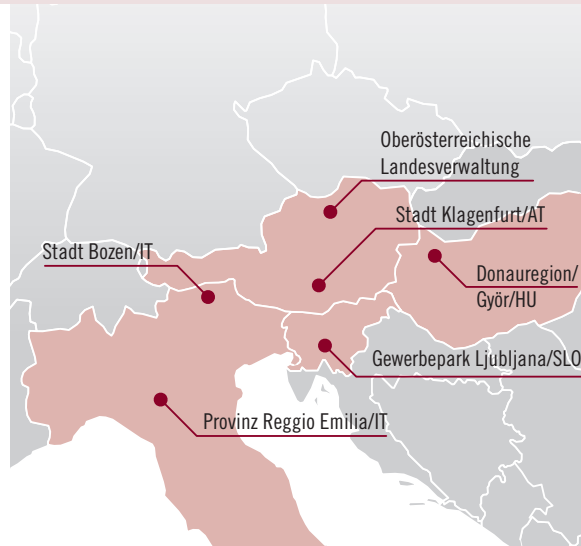 Oberösterreichische
Landesverwaltung
Stadt Klagenfurt/AT
Stadt Bozen/IT
Donauregion/
Györ/HU
Gewerbepark Ljubljana/SLO
Provinz Reggio Emilia/IT